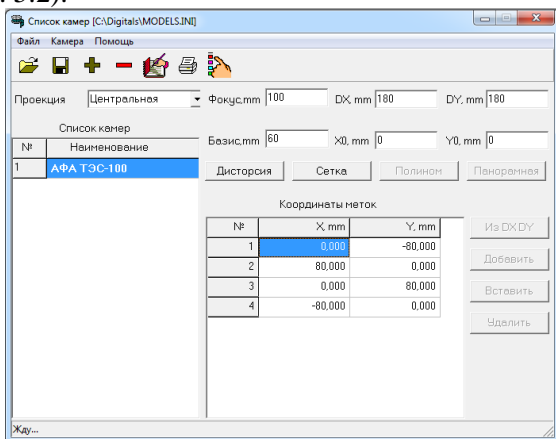 Список камер [C:\Digitals\MODELS.INI]
Файл Камера Помощь
Проекция Центральная Фокус,mm 100 DX, mm 180 DY, mm 180
Список камер
Базис,mm 60 X0, mm 0 Y0, mm 0
№ Наименование
1 АФА ТЭС-100
Дисторсия Сетка Полином Панорамная
Координаты меток
№ X, mm Y, mm
1 0,000 -80,000
2 80,000 0,000
3 0,000 80,000
4 -80,000 0,000
Из DX DY
Добавить
Вставить
Удалить
Жду...